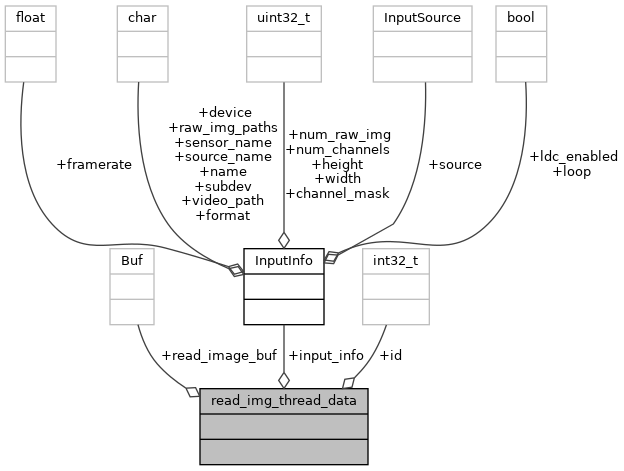 float
char
uint32_t
InputSource
bool
+framerate
+device
+raw_img_paths
+sensor_name
+source_name
+name
+subdev
+video_path
+format
+num_raw_img
+num_channels
+height
+width
+channel_mask
+source
+ldc_enabled
+loop
Buf
InputInfo
int32_t
+read_image_buf
+input_info
+id
read_img_thread_data